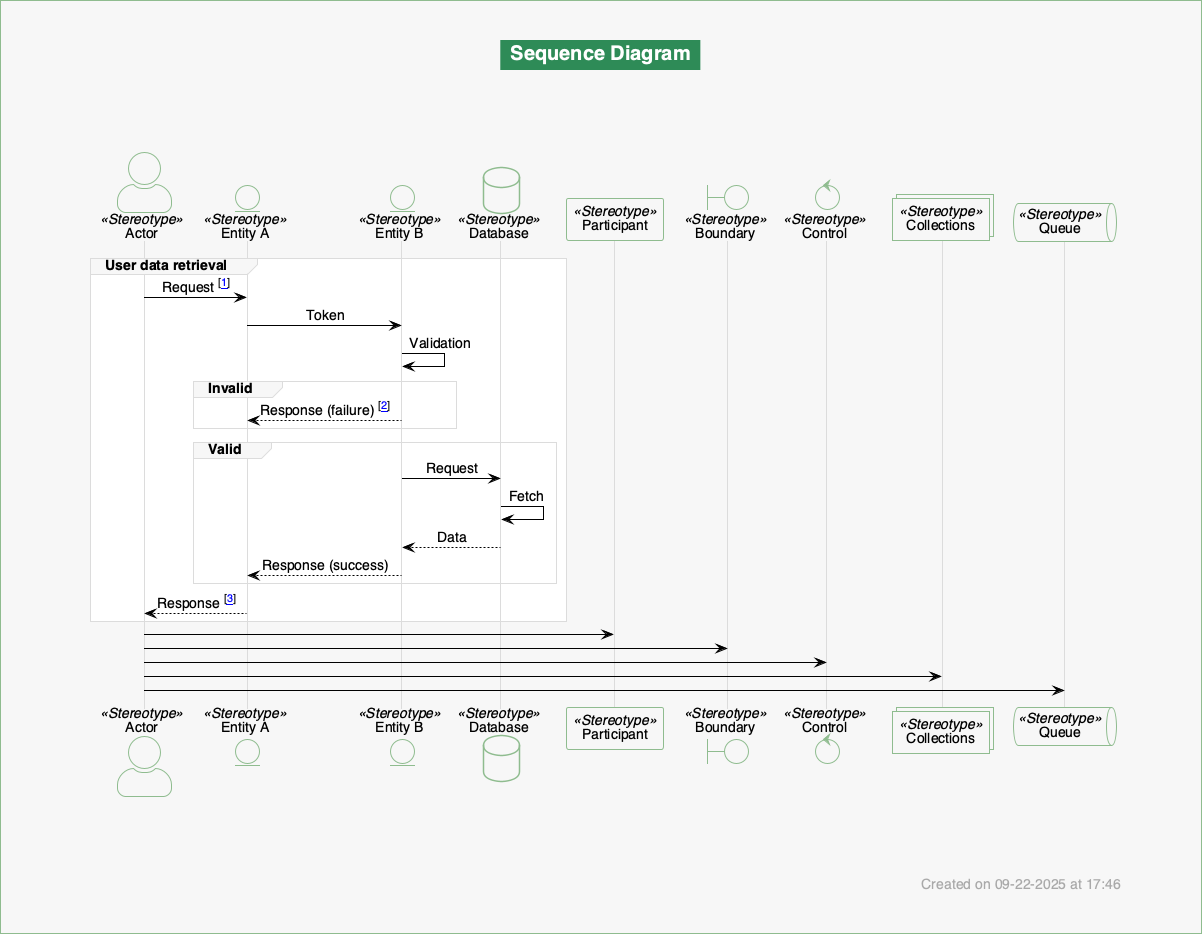 Sequence Diagram
«Stereotype» «Stereotype» «Stereotype» «Stereotype» «Stereotype» «Stereotype» «Stereotype» «Stereotype» «Stereotype»
Actor Entity A Entity B Database Participant Boundary Control Collections Queue
User data retrieval
Request [1]
Token
Validation
Invalid
Response (failure) [2]
Valid
Request
Fetch
Data
Response (success)
Response [3]
«Stereotype» «Stereotype» «Stereotype» «Stereotype» «Stereotype» «Stereotype» «Stereotype» «Stereotype» «Stereotype»
Actor Entity A Entity B Database Participant Boundary Control Collections Queue
Created on 09-22-2025 at 17:46